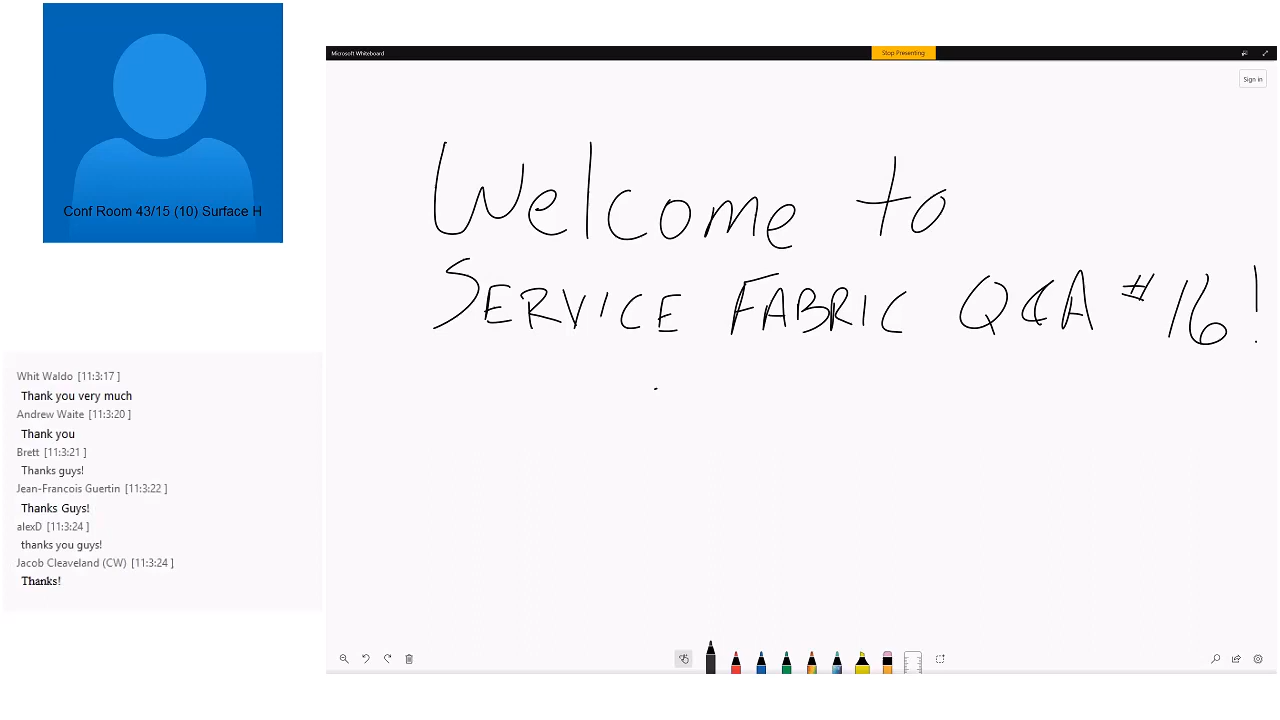 Conf Room 43/15 (10) Surface H
Microsoft Whiteboard
Stop Presenting
Sign in
Welcome to
SERVICE FABRIC Q&A #16!
Whit Waldo [11:3:17 ]
Thank you very much
Andrew Waite [11:3:20 ]
Thank you
Brett [11:3:21 ]
Thanks guys!
Jean-Francois Guertin [11:3:22 ]
Thanks Guys!
alexD [11:3:24 ]
thanks you guys!
Jacob Cleaveland (CW) [11:3:24 ]
Thanks!